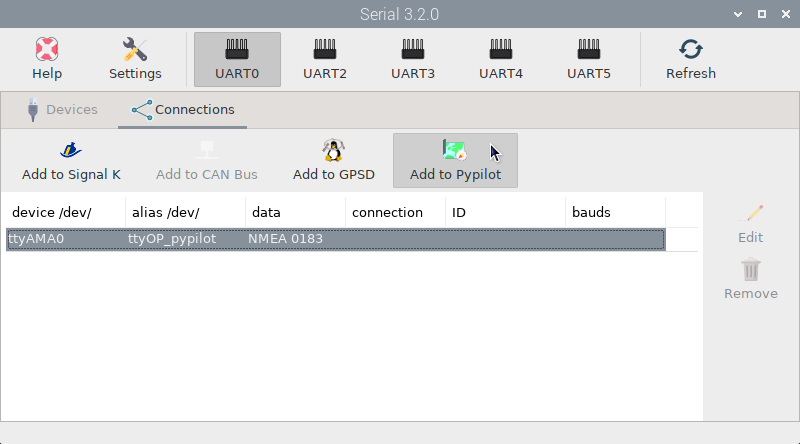 Serial 3.2.0
Help Settings UART0 UART2 UART3 UART4 UART5 Refresh
Devices Connections
Add to Signal K Add to CAN Bus Add to GPSD Add to Pypilot
device /dev/ alias /dev/ data connection ID bauds
ttyAMA0 ttyOP_pypilot NMEA 0183
Edit
Remove